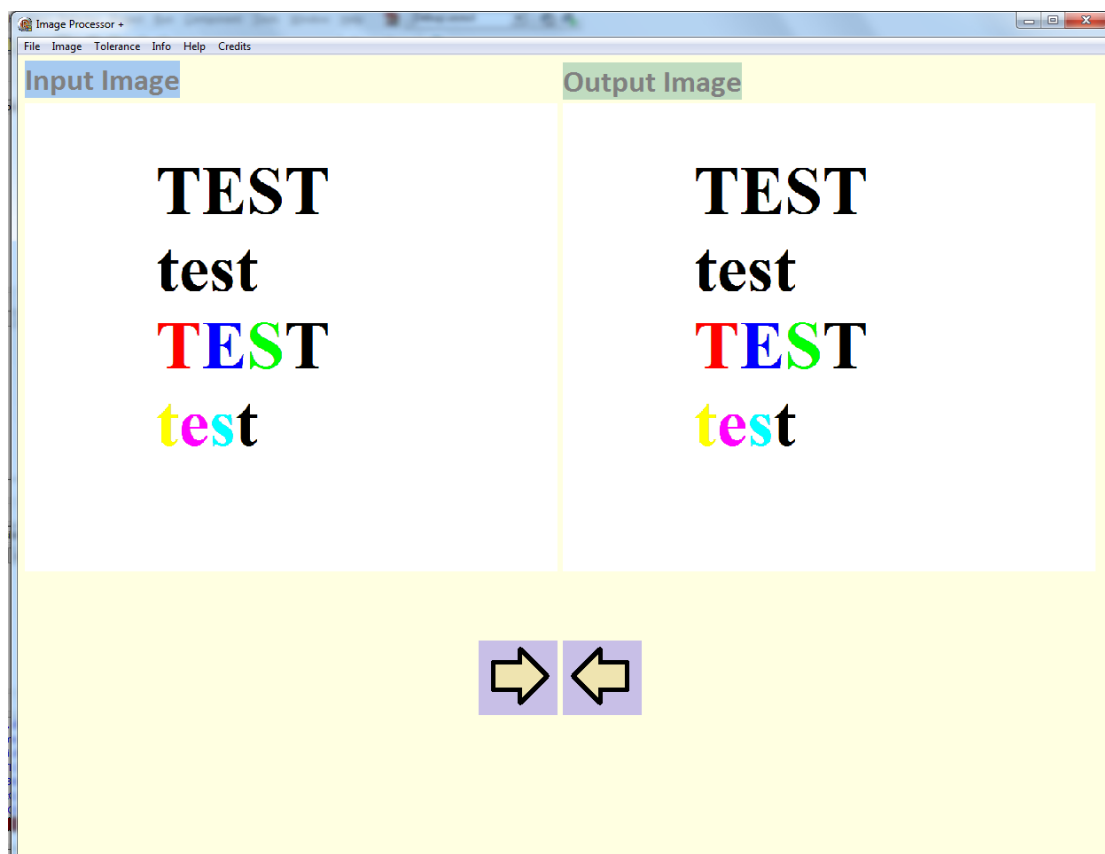 Image Processor +
File Image Tolerance Info Help Credits
Input Image
Output Image
TEST
test
TEST
test
TEST
test
TEST
test